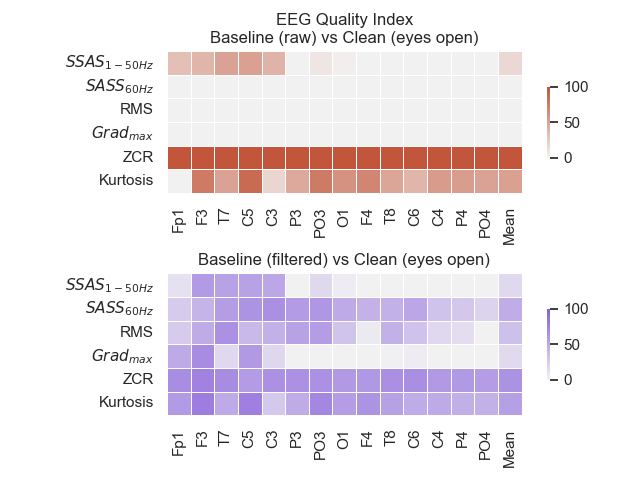 EEG Quality Index
Baseline (raw) vs Clean (eyes open)
SSAS1−50Hz
SASS60Hz
RMS
Gradmax
ZCR
Kurtosis
100
50
0
Fp1 F3 T7 C5 C3 P3 PO3 O1 F4 T8 C6 C4 P4 PO4 Mean
Baseline (filtered) vs Clean (eyes open)
SSAS1−50Hz
SASS60Hz
RMS
Gradmax
ZCR
Kurtosis
100
50
0
Fp1 F3 T7 C5 C3 P3 PO3 O1 F4 T8 C6 C4 P4 PO4 Mean